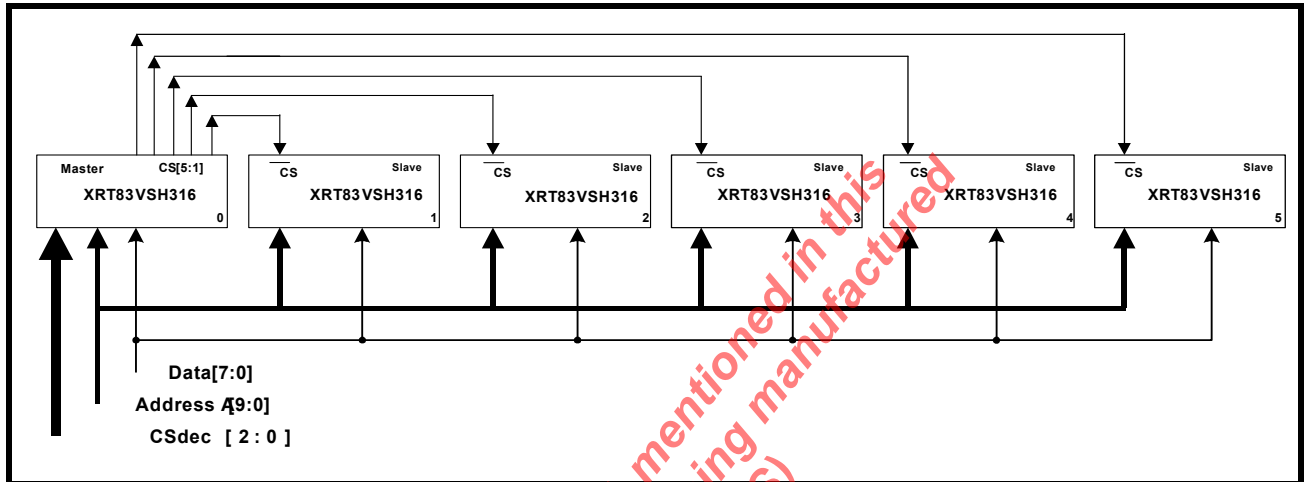 Master CS[5:1]
XRT83VSH316
0
CS Slave
XRT83VSH316
1
CS Slave
XRT83VSH316
2
CS Slave
XRT83VSH316
3
CS Slave
XRT83VSH316
4
CS Slave
XRT83VSH316
5
Data[7:0]
Address A[9:0]
CSdec [2:0]
mentioned in this
ing manufactured